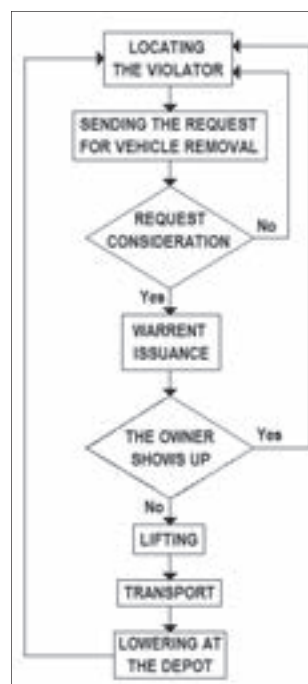 LOCATING
THE VIOLATOR
SENDING THE REQUEST
FOR VEHICLE REMOVAL
REQUEST
CONSIDERATION
No
Yes
WARRENT
ISSUANCE
THE OWNER
SHOWS UP
Yes
No
LIFTING
TRANSPORT
LOWERING AT
THE DEPOT